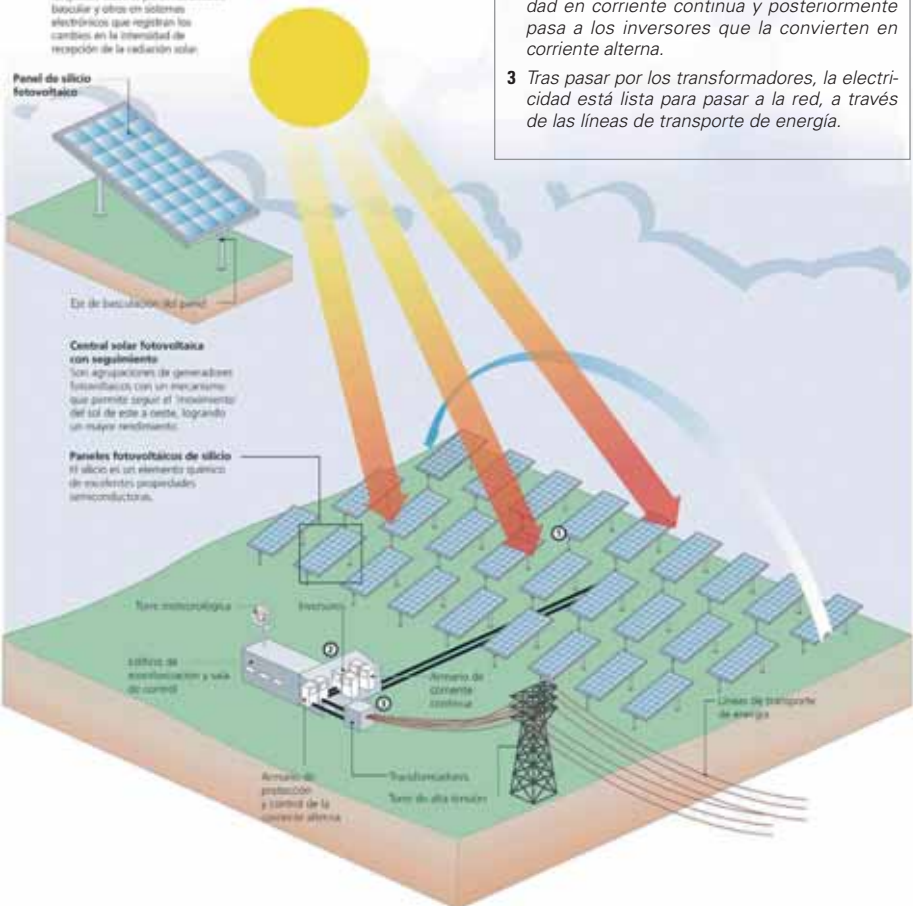 bascular y otros en sistemas
electrónicos que registran los
cambios en la intensidad de
recepción de la radiación solar.
Panel de silicio
fotovoltaico
Eje de basculación del panel
Central solar fotovoltaica
con seguimiento
Son agrupaciones de generadores
fotovoltaicos con un mecanismo
que permite seguir el 'movimiento'
del sol de este a oeste, logrando
un mayor rendimiento.
Paneles fotovoltáicos de silicio
El silicio es un elemento químico
de excelentes propiedades
semiconductoras.
dad en corriente continua y posteriormente
pasa a los inversores que la convierten en
corriente alterna.
3 Tras pasar por los transformadores, la electri-
cidad está lista para pasar a la red, a través
de las líneas de transporte de energía.
1
Torre meteorológica
Inversores
2
Edificio de
monitorización y sala
de control
Armario de
corriente
continua
3
Líneas de transporte
de energía
Armario de
protección
y control de la
corriente alterna
Transformadores
Torre de alta tensión